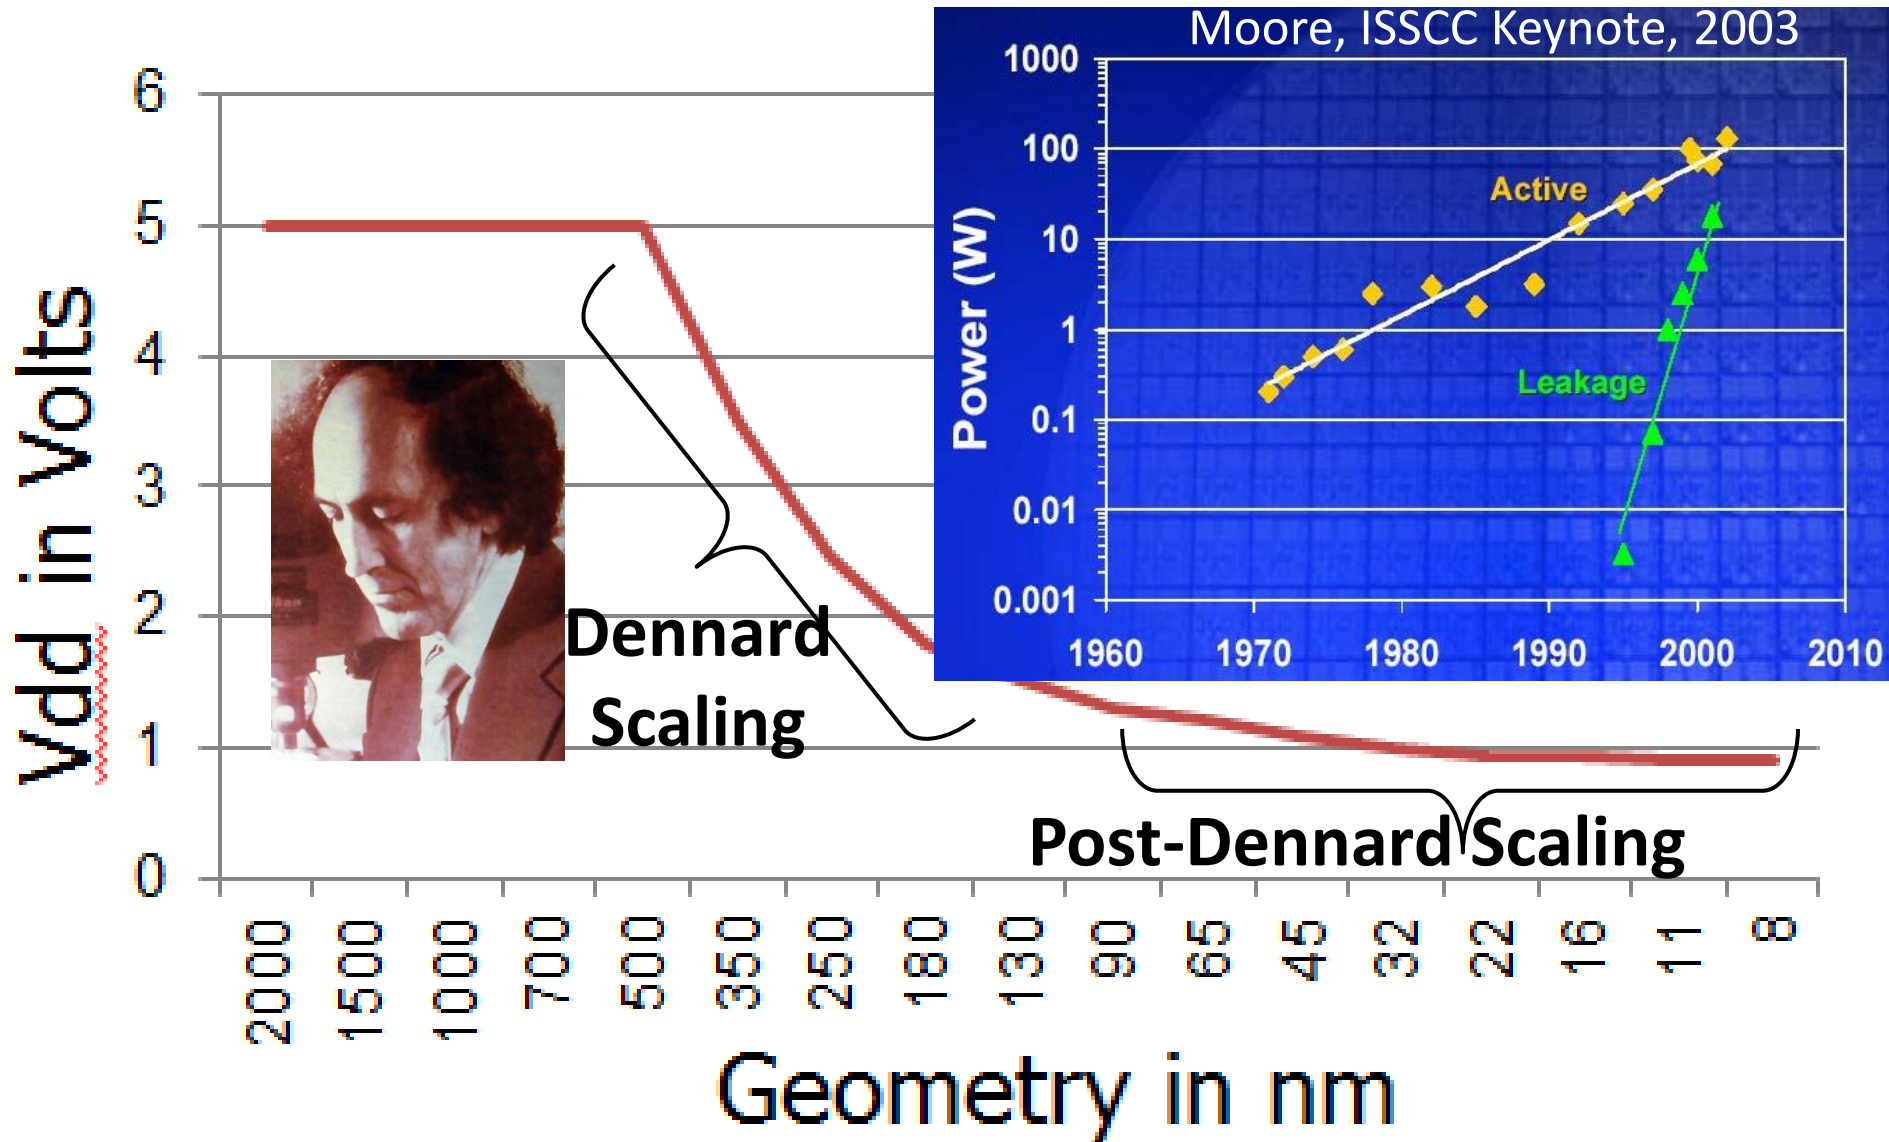 Moore, ISSCC Keynote, 2003
1000
100
10
1
0.1
0.01
0.001
Power (W)
Active
Leakage
1960 1970 1980 1990 2000 2010
6
5
4
3
2
1
0
Vdd in Volts
Dennard
Scaling
Post-Dennard Scaling
2000 1500 1000 700 500 350 250 180 130 90 65 45 32 22 16 11 8
Geometry in nm